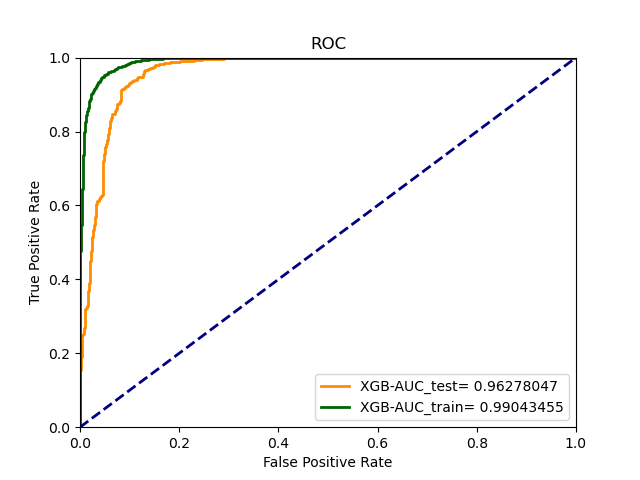 ROC
1.0
0.8
0.6
0.4
0.2
0.0
True Positive Rate
XGB-AUC_test= 0.96278047
XGB-AUC_train= 0.99043455
0.0 0.2 0.4 0.6 0.8 1.0
False Positive Rate